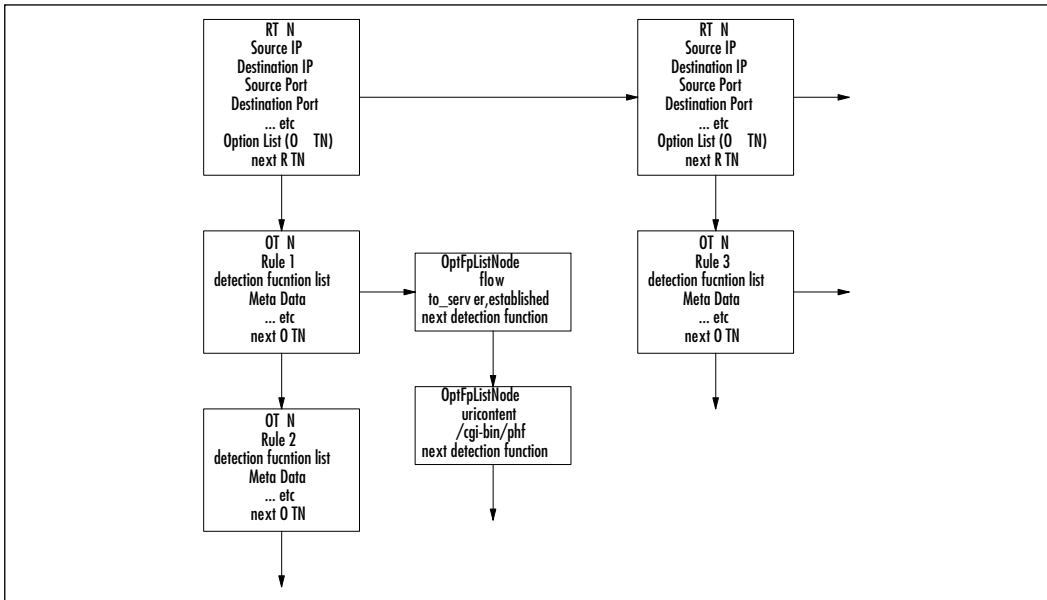 RT N
Source IP
Destination IP
Source Port
Destination Port
... etc
Option List (O TN)
next R TN
RT N
Source IP
Destination IP
Source Port
Destination Port
... etc
Option List (O TN)
next R TN
OT N
Rule 1
detection fucntion list
Meta Data
... etc
next O TN
OptFpListNode
flow
to_serv er,established
next detection function
OT N
Rule 3
detection fucntion list
Meta Data
... etc
next O TN
OptFpListNode
uricontent
/cgi-bin/phf
next detection function
OT N
Rule 2
detection fucntion list
Meta Data
... etc
next O TN